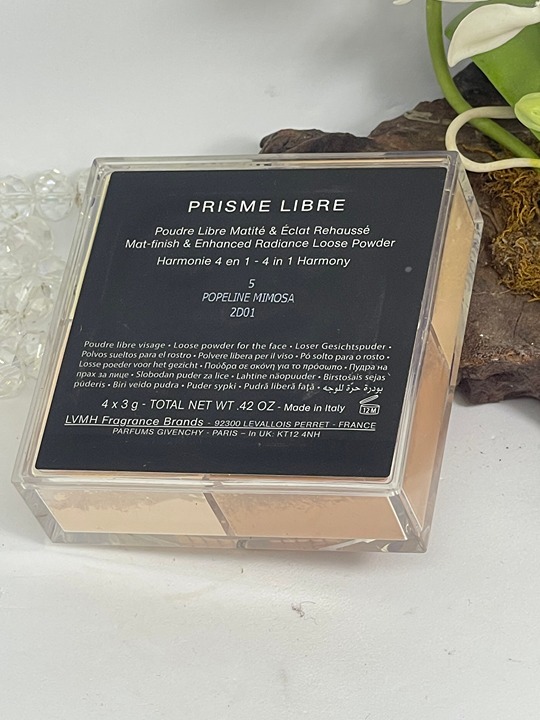 PRISME LIBRE
Poudre Libre Matité & Éclat Rehaussé
Mat-finish & Enhanced Radiance Loose Powder
Harmonie 4 en 1 - 4 in 1 Harmony
5
POPELINE MIMOSA
2D01
Poudre libre visage • Loose powder for the face • Loser Gesichtspuder •
Polvos sueltos para el rostro • Polvere libera per il viso • Pó solto para o rosto •
Losse poeder voor het gezicht • Πούδρα σε σκόνη για το πρόσωπο • Пудра на
прах за лице • Slobodan puder za lice • Lahtine näopuuder • Birstošais sejas
pūderis • Biri veido pudra • Puder sypki • Pudră liberă față • بودرة حرّة للوجه
4 x 3 g - TOTAL NET WT .42 OZ - Made in Italy
12 M
LVMH Fragrance Brands - 92300 LEVALLOIS PERRET - FRANCE
PARFUMS GIVENCHY - PARIS – In UK: KT12 4NH